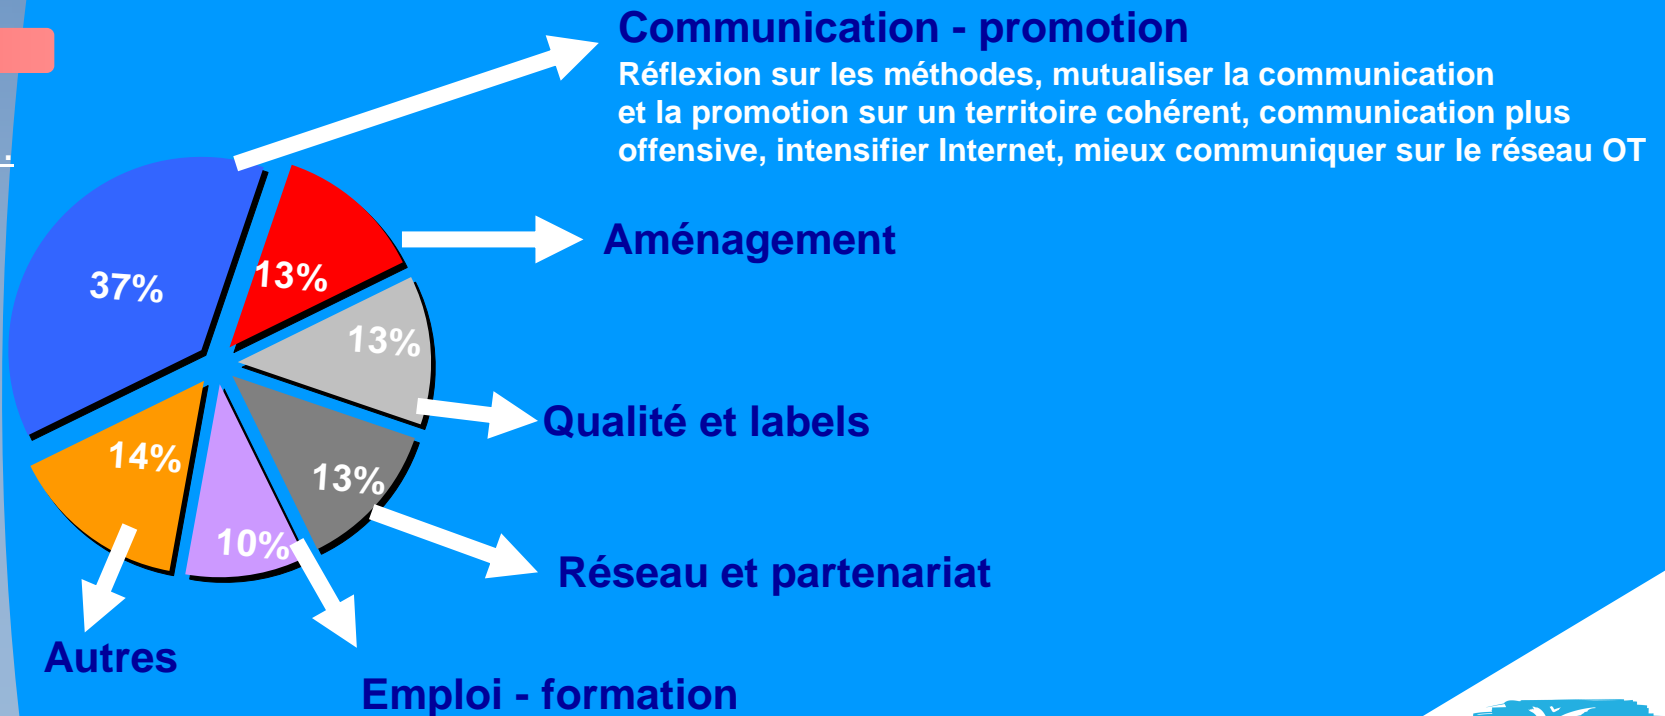 Communication - promotion
Réflexion sur les méthodes, mutualiser la communication
et la promotion sur un territoire cohérent, communication plus
offensive, intensifier Internet, mieux communiquer sur le réseau OT
Aménagement
37%
13%
13%
Qualité et labels
14%
13%
10%
Réseau et partenariat
Autres
Emploi - formation